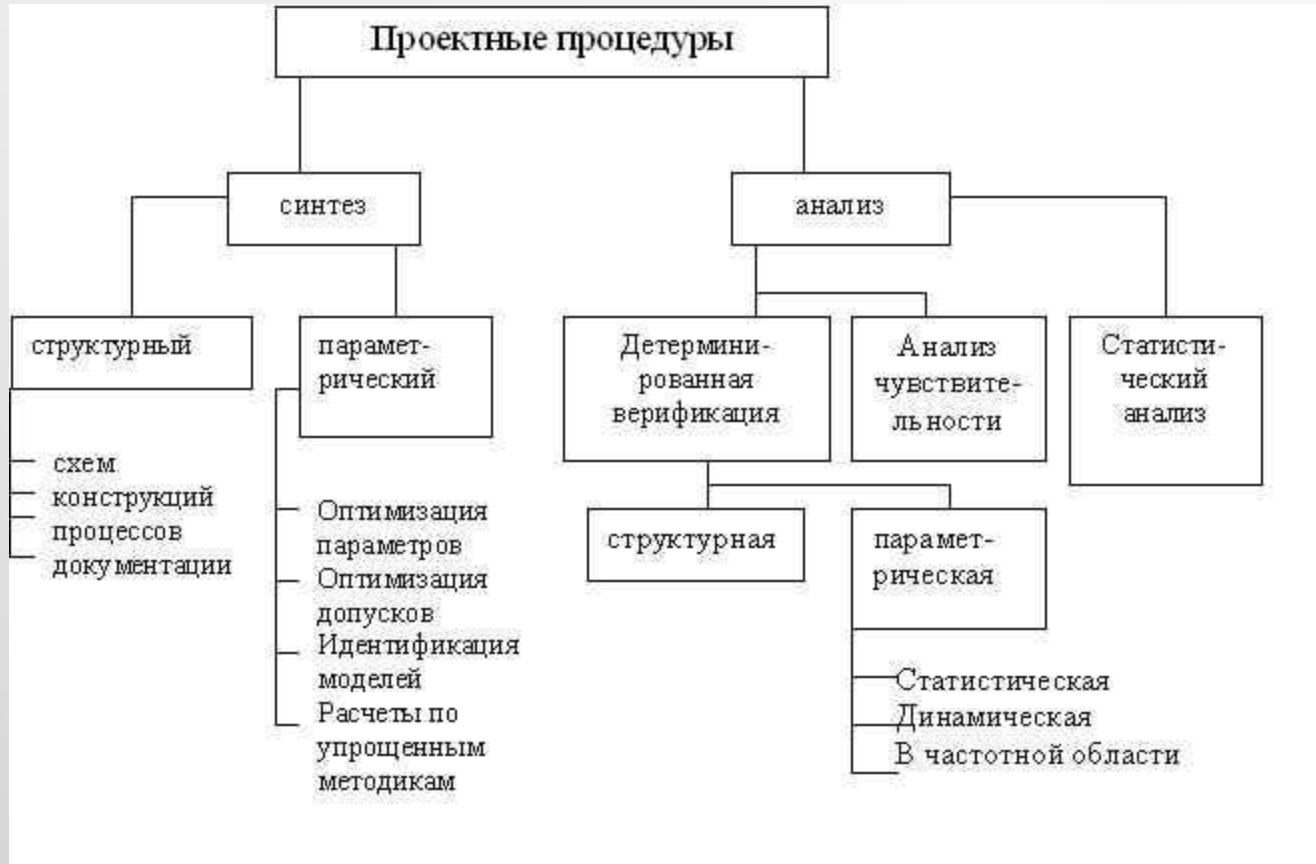 Проектные процедуры
синтез
анализ
структурный
парамет-
рический
Детермини-
рованная
верификация
Анализ
чувствите-
льности
Статисти-
ческий
анализ
схем
конструкций
процессов
документации
Оптимизация
параметров
Оптимизация
допусков
Идентификация
моделей
Расчеты по
упрощенным
методикам
структурная
парамет-
рическая
Статистическая
Динамическая
В частотной области